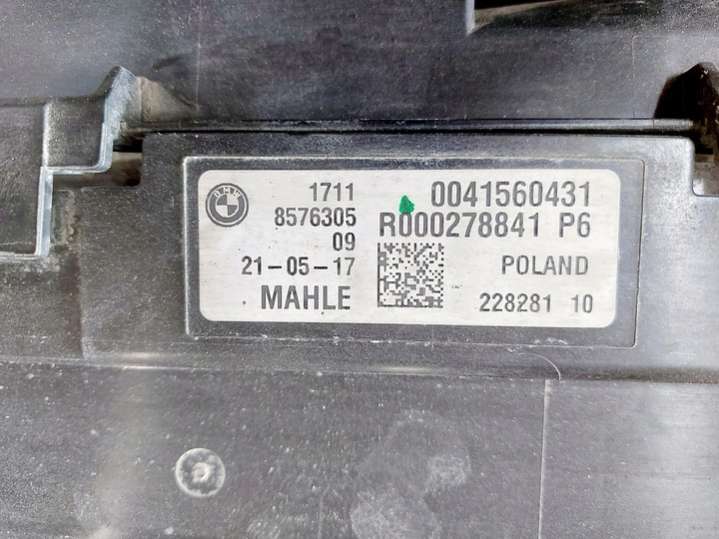 BMW
1711
8576305
09
21-05-17
MAHLE
0041560431
R000278841 P6
POLAND
228281 10